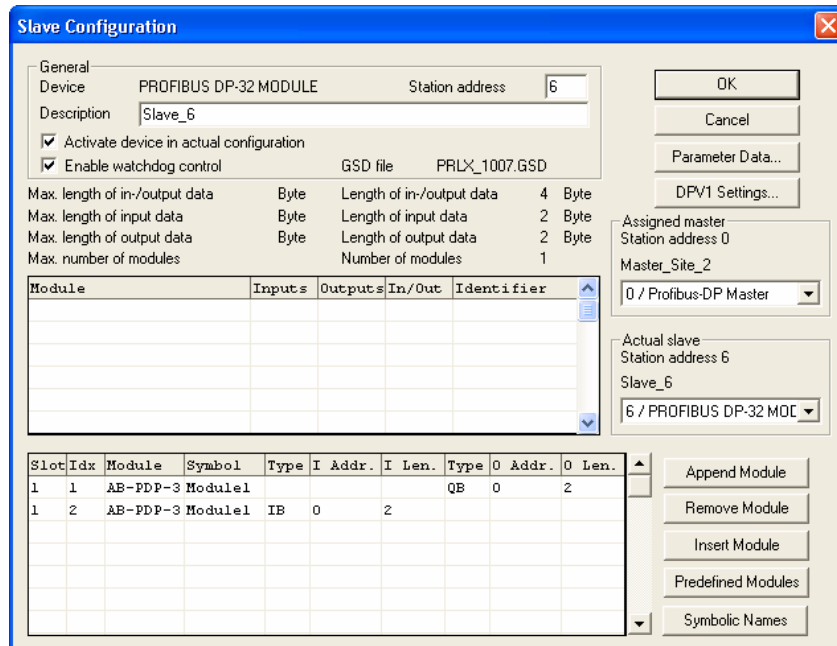 Slave Configuration
General
Device PROFIBUS DP-32 MODULE Station address 6
Description Slave_6
Activate device in actual configuration
Enable watchdog control GSD file PRLX_1007.GSD
Max. length of in-/output data Byte Length of in-/output data 4 Byte
Max. length of input data Byte Length of input data 2 Byte
Max. length of output data Byte Length of output data 2 Byte
Max. number of modules Number of modules 1
Module Inputs Outputs In/Out Identifier
OK
Cancel
Parameter Data...
DPV1 Settings...
Assigned master
Station address 0
Master_Site_2
0 / Profibus-DP Master
Actual slave
Station address 6
Slave_6
6 / PROFIBUS DP-32 MOD
Slot Idx Module Symbol Type I Addr. I Len. Type O Addr. O Len.
1 1 AB-PDP-3 Module1 QB 0 2
1 2 AB-PDP-3 Module1 IB 0 2
Append Module
Remove Module
Insert Module
Predefined Modules
Symbolic Names